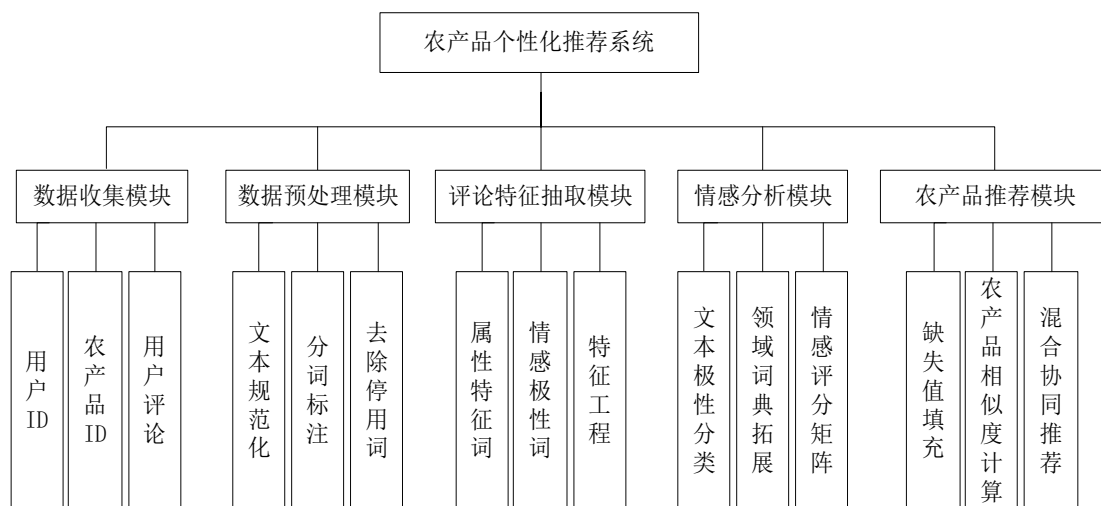 农产品个性化推荐系统
数据收集模块
数据预处理模块
评论特征抽取模块
情感分析模块
农产品推荐模块
用户ID
农产品ID
用户评论
文本规范化
分词标注
去除停用词
属性特征词
情感极性词
特征工程
文本极性分类
领域词典拓展
情感评分矩阵
缺失值填充
农产品相似度计算
混合协同推荐